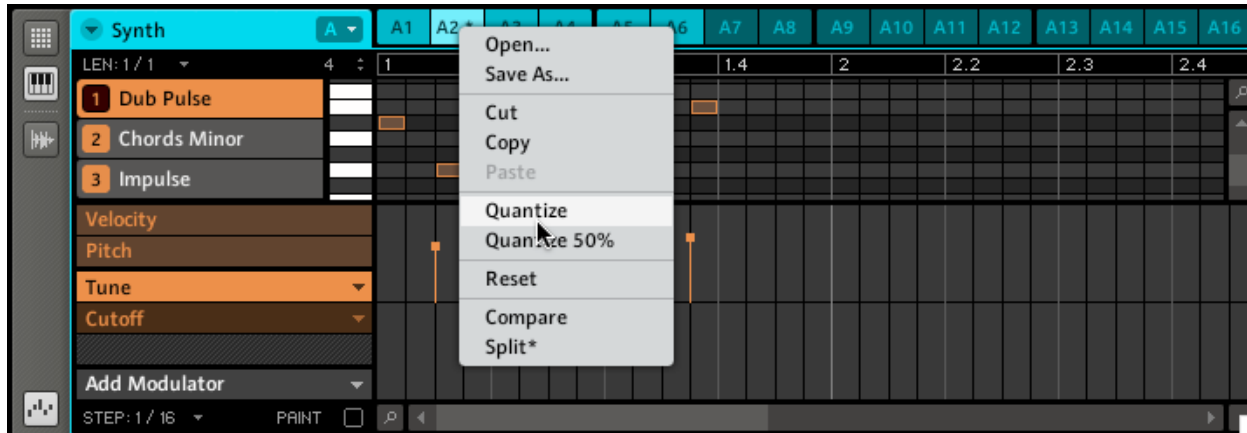 Synth A A1 A2 * A3 A4 A5 A6 A7 A8 A9 A10 A11 A12 A13 A14 A15 A16
LEN: 1 / 1 4 1 1.4 2 2.2 2.3 2.4
1 Dub Pulse
2 Chords Minor
3 Impulse
Velocity
Pitch
Tune
Cutoff
Add Modulator
STEP: 1 / 16 PAINT
Open...
Save As...
Cut
Copy
Paste
Quantize
Quantize 50%
Reset
Compare
Split*